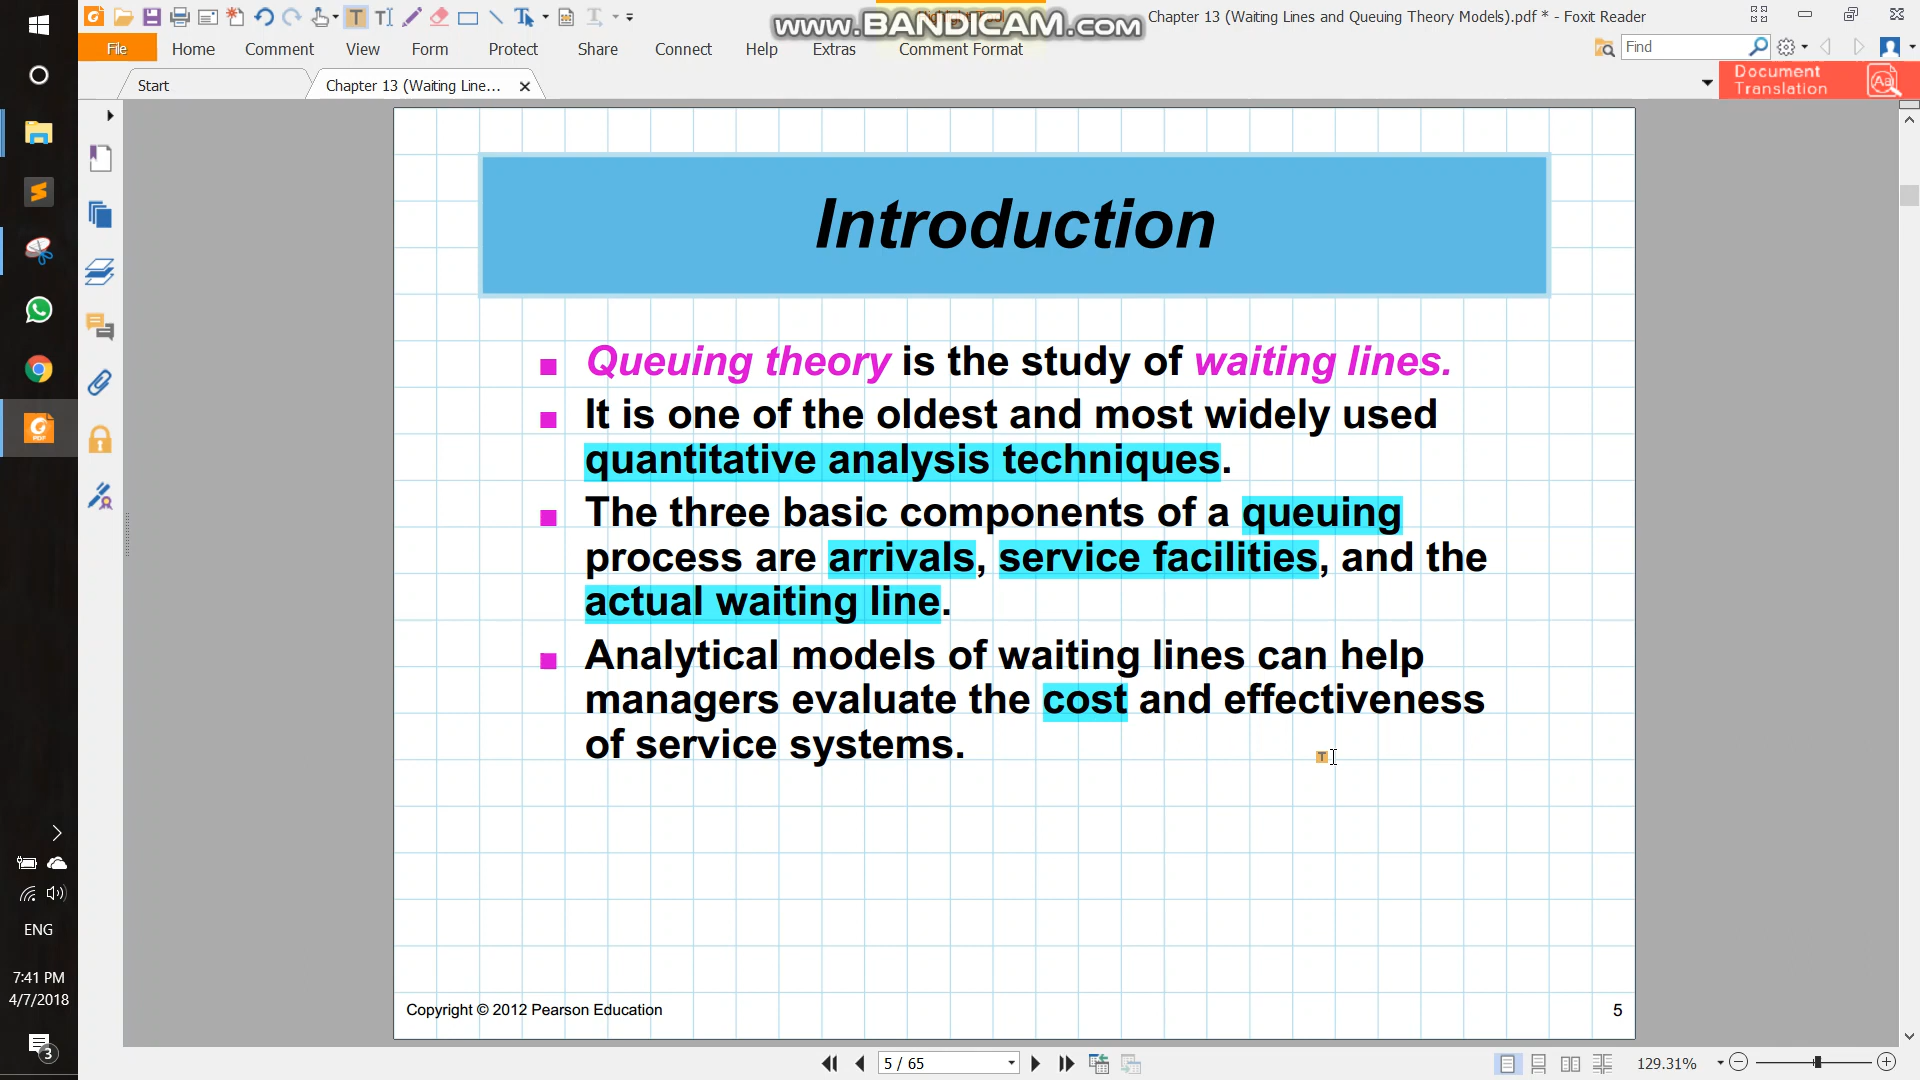 www.BANDICAM.com
Chapter 13 (Waiting Lines and Queuing Theory Models).pdf * - Foxit Reader
File Home Comment View Form Protect Share Connect Help Extras Comment Format
Find
Start
Chapter 13 (Waiting Line...
Document
Translation
Introduction
Queuing theory is the study of waiting lines.
It is one of the oldest and most widely used
quantitative analysis techniques.
The three basic components of a queuing
process are arrivals, service facilities, and the
actual waiting line.
Analytical models of waiting lines can help
managers evaluate the cost and effectiveness
of service systems.
Copyright © 2012 Pearson Education
5
ENG
7:41 PM
4/7/2018
3
5 / 65
129.31%